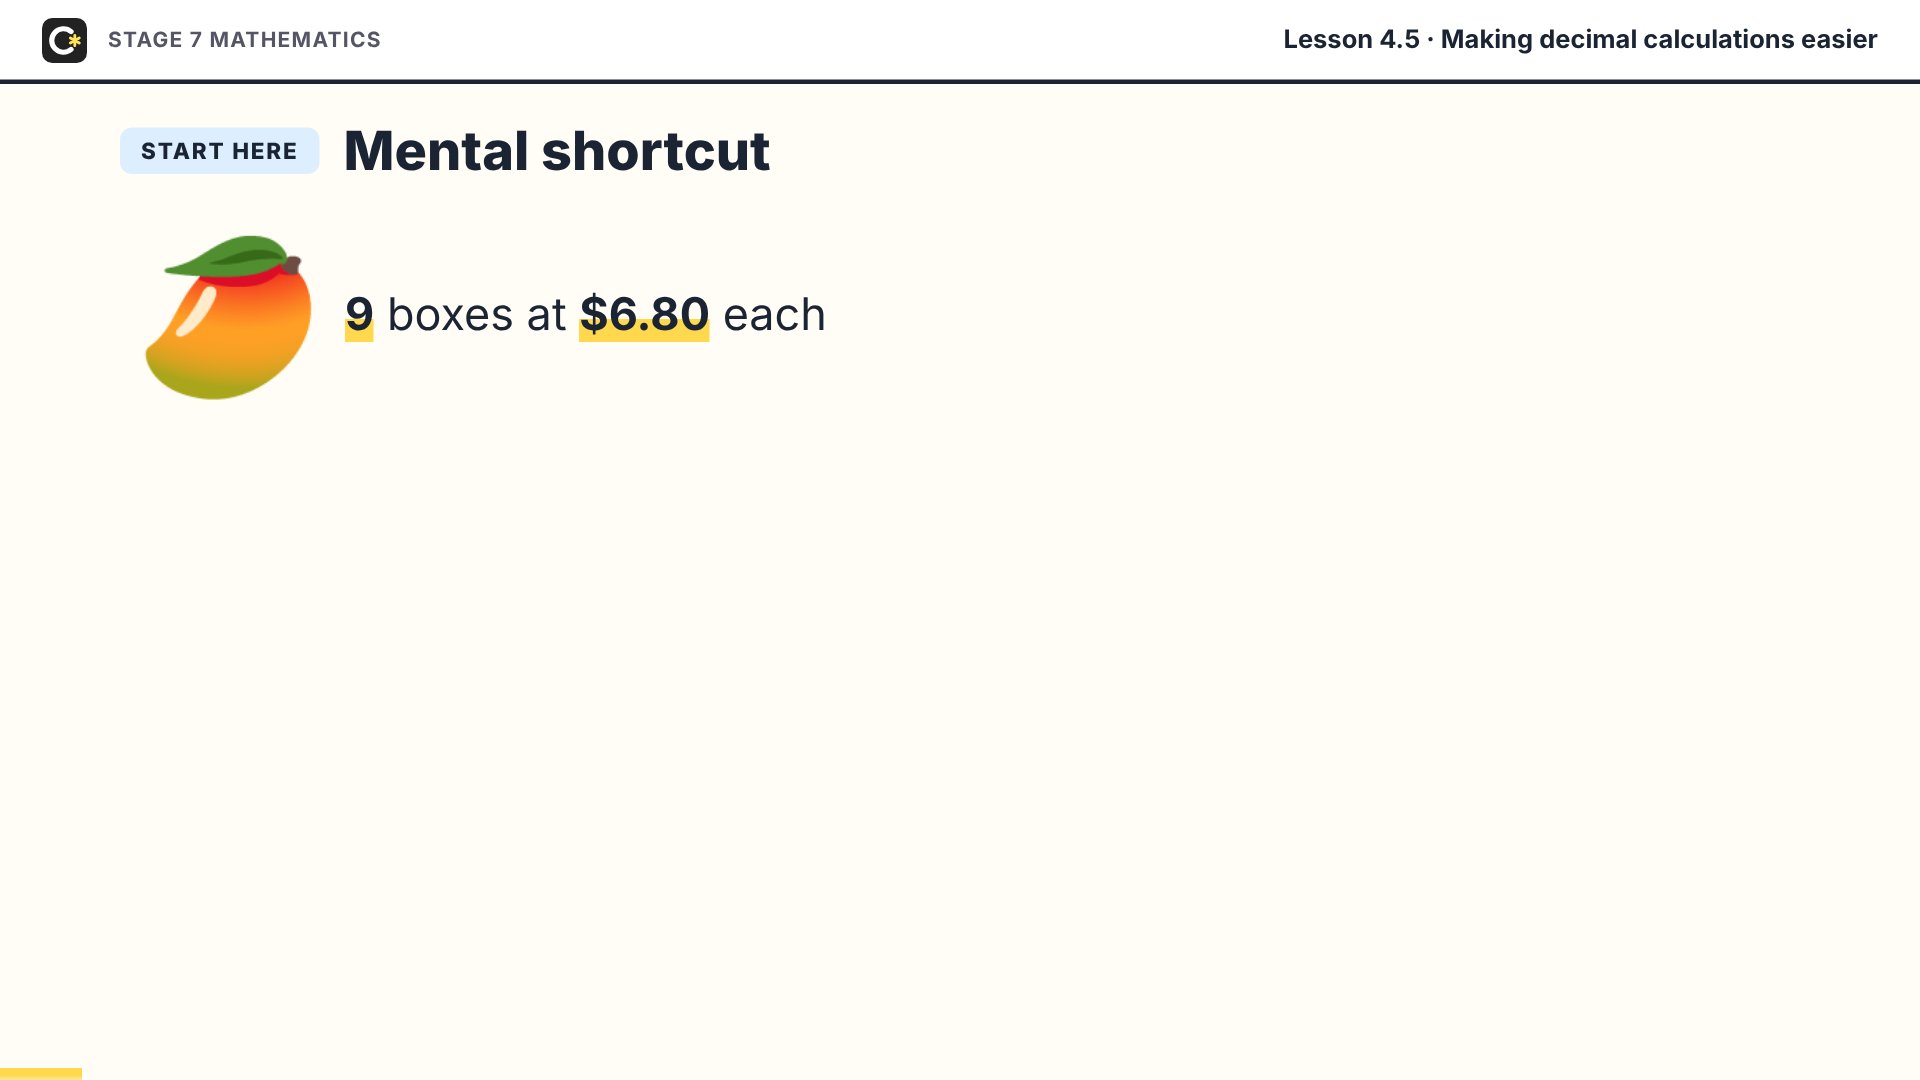 STAGE 7 MATHEMATICS
Lesson 4.5 · Making decimal calculations easier
START HERE
Mental shortcut
9 boxes at $6.80 each